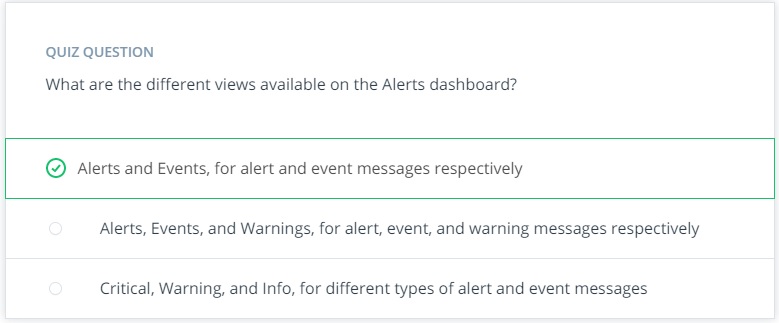 QUIZ QUESTION
What are the different views available on the Alerts dashboard?
Alerts and Events, for alert and event messages respectively
Alerts, Events, and Warnings, for alert, event, and warning messages respectively
Critical, Warning, and Info, for different types of alert and event messages